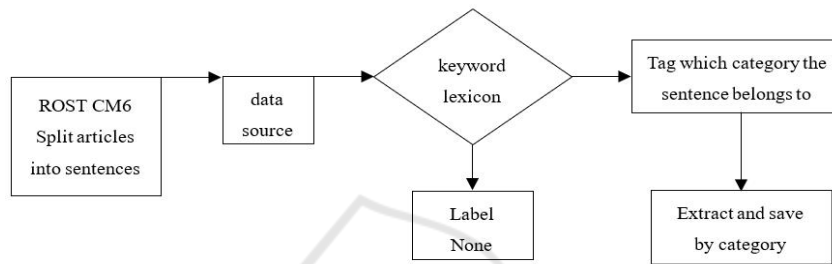 ROST CM6
Split articles
into sentences
data
source
keyword
lexicon
Tag which category the
sentence belongs to
Label
None
Extract and save
by category